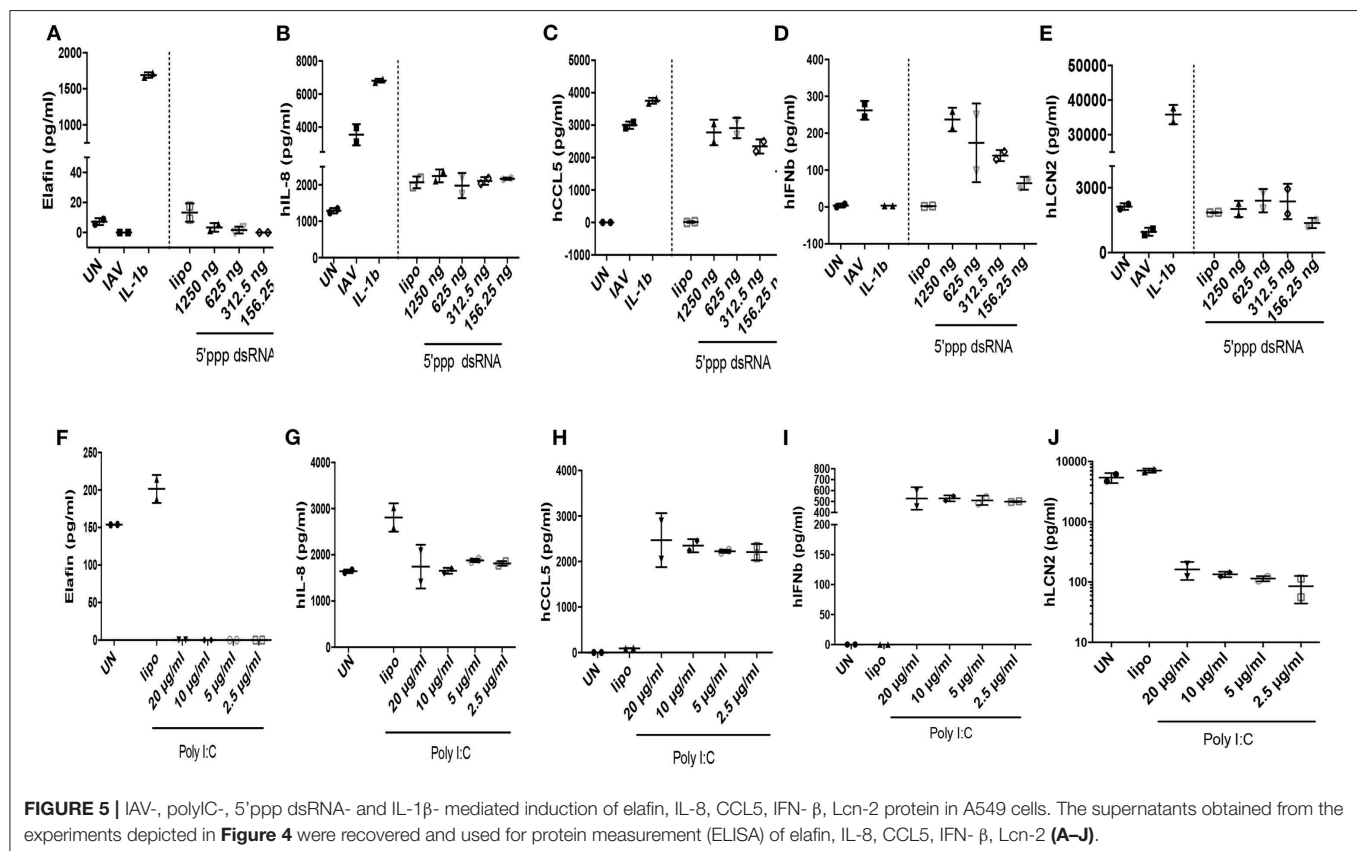 A
Elafin (pg/ml)
2000
1500
1000
40
20
0
UN
IAV
IL-1b
lipo
1250 ng
625 ng
312.5 ng
156.25 ng
5'ppp dsRNA
B
hIL-8 (pg/ml)
8000
6000
4000
2000
2000
1000
0
UN
IAV
IL-1b
lipo
1250 ng
625 ng
312.5 ng
156.25 ng
5'ppp dsRNA
C
hCCL5 (pg/ml)
5000
4000
3000
2000
1000
0
-1000
UN
IAV
IL-1b
lipo
1250 ng
625 ng
312.5 ng
156.25
5'ppp dsRNA
D
hIFNb (pg/ml)
400
300
200
100
0
-100
UN
IAV
IL-1b
lipo
1250 ng
625 ng
312.5 ng
156.25 ng
5'ppp dsRNA
E
hLCN2 (pg/ml)
50000
40000
30000
20000
10000
3000
0
UN
IAV
IL-1b
lipo
1250 ng
625 ng
312.5 ng
156.25 ng
5'ppp dsRNA
F
Elafin (pg/ml)
250
200
150
100
50
0
UN
lipo
20 µg/ml
10 µg/ml
5 µg/ml
2.5 µg/ml
Poly I:C
G
hIL-8 (pg/ml)
4000
3000
2000
1000
0
UN
lipo
20 µg/ml
10 µg/ml
5 µg/ml
2.5 µg/ml
Poly I:C
H
hCCL5 (pg/ml)
4000
3000
2000
1000
0
UN
lipo
20 µg/ml
10 µg/ml
5 µg/ml
2.5 µg/ml
Poly I:C
I
hIFNb (pg/ml)
800
700
600
500
400
300
200
200
150
100
50
0
UN
lipo
20 µg/ml
10 µg/ml
5 µg/ml
2.5 µg/ml
Poly I:C
J
hLCN2 (pg/ml)
10000
1000
100
10
UN
lipo
20 µg/ml
10 µg/ml
5 µg/ml
2.5 µg/ml
Poly I:C
FIGURE 5 | IAV-, polyIC-, 5'ppp dsRNA- and IL-1β- mediated induction of elafin, IL-8, CCL5, IFN- β, Lcn-2 protein in A549 cells. The supernatants obtained from the
experiments depicted in Figure 4 were recovered and used for protein measurement (ELISA) of elafin, IL-8, CCL5, IFN- β, Lcn-2 (A–J).